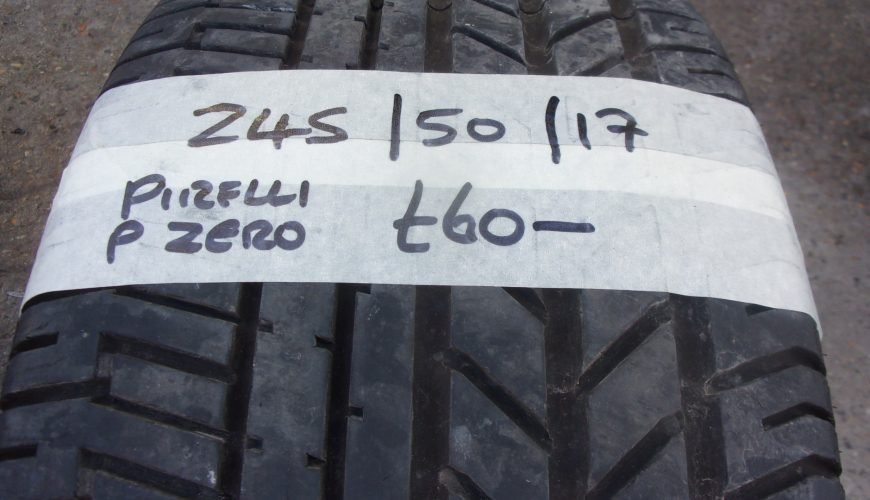 245/50/17
PIRELLI
P ZERO
£60-